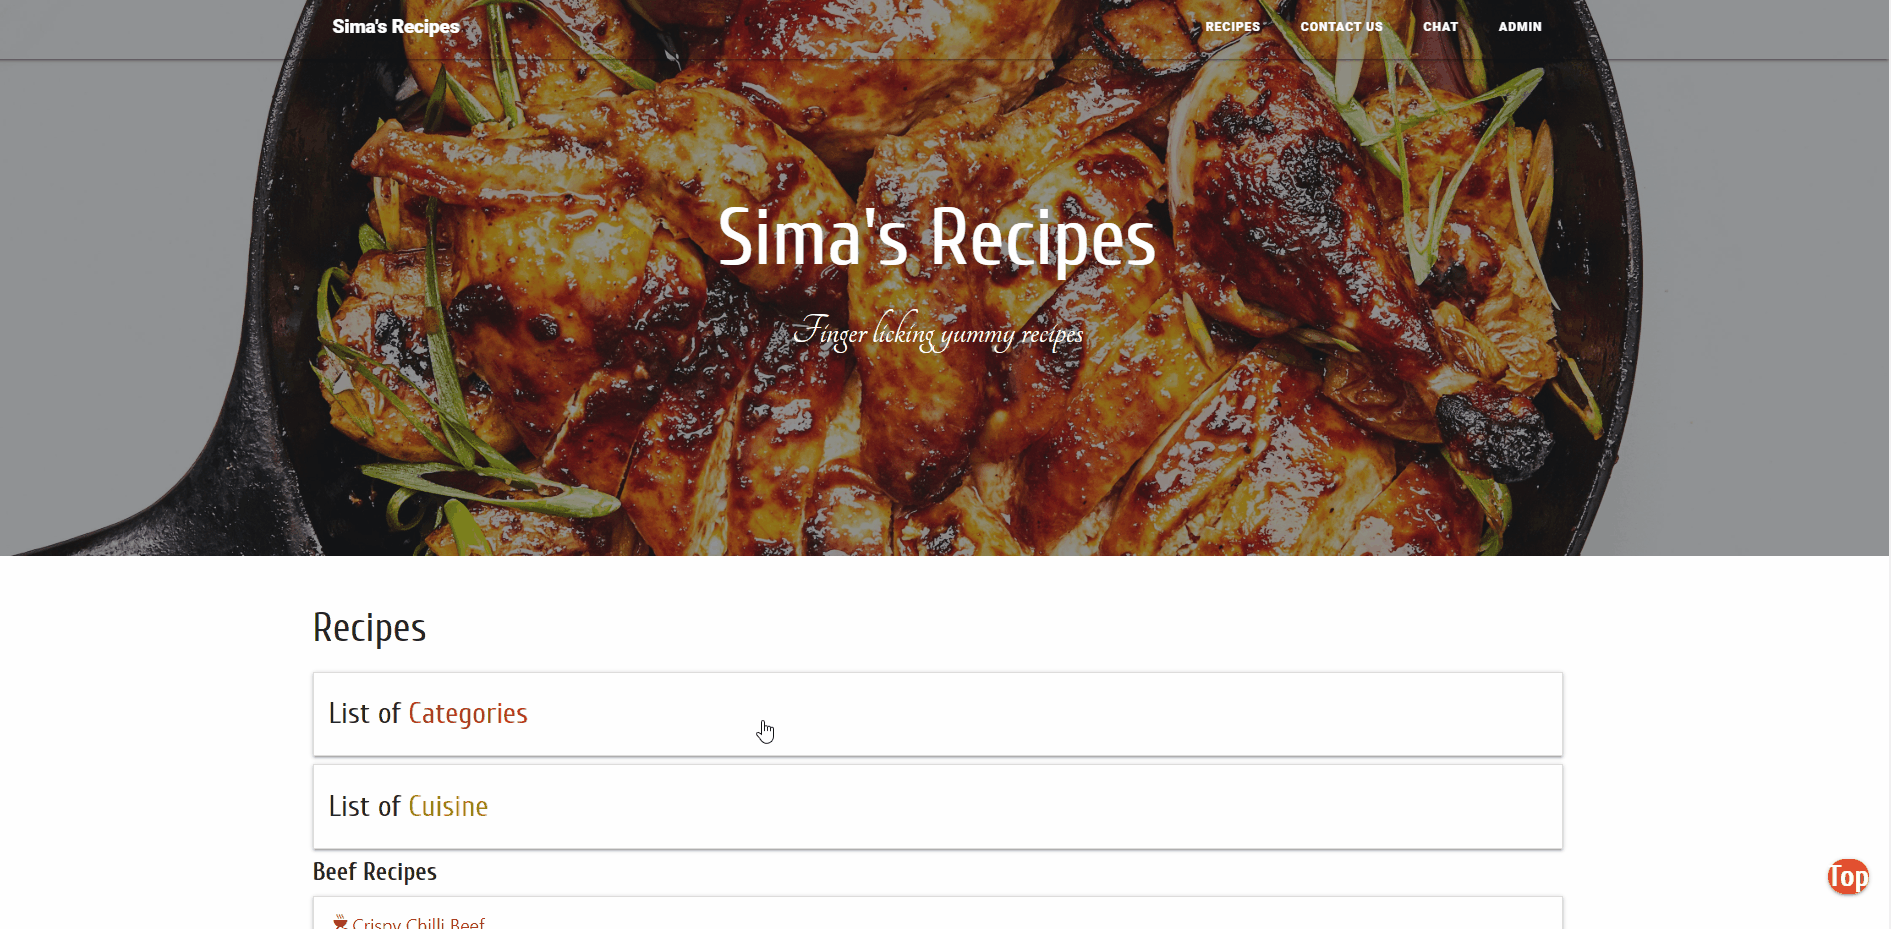 Sima's Recipes
RECIPES CONTACT US CHAT ADMIN
Sima's Recipes
Finger licking yummy recipes
Recipes
List of Categories
List of Cuisine
Beef Recipes
Top
Crispy Chilli Beef